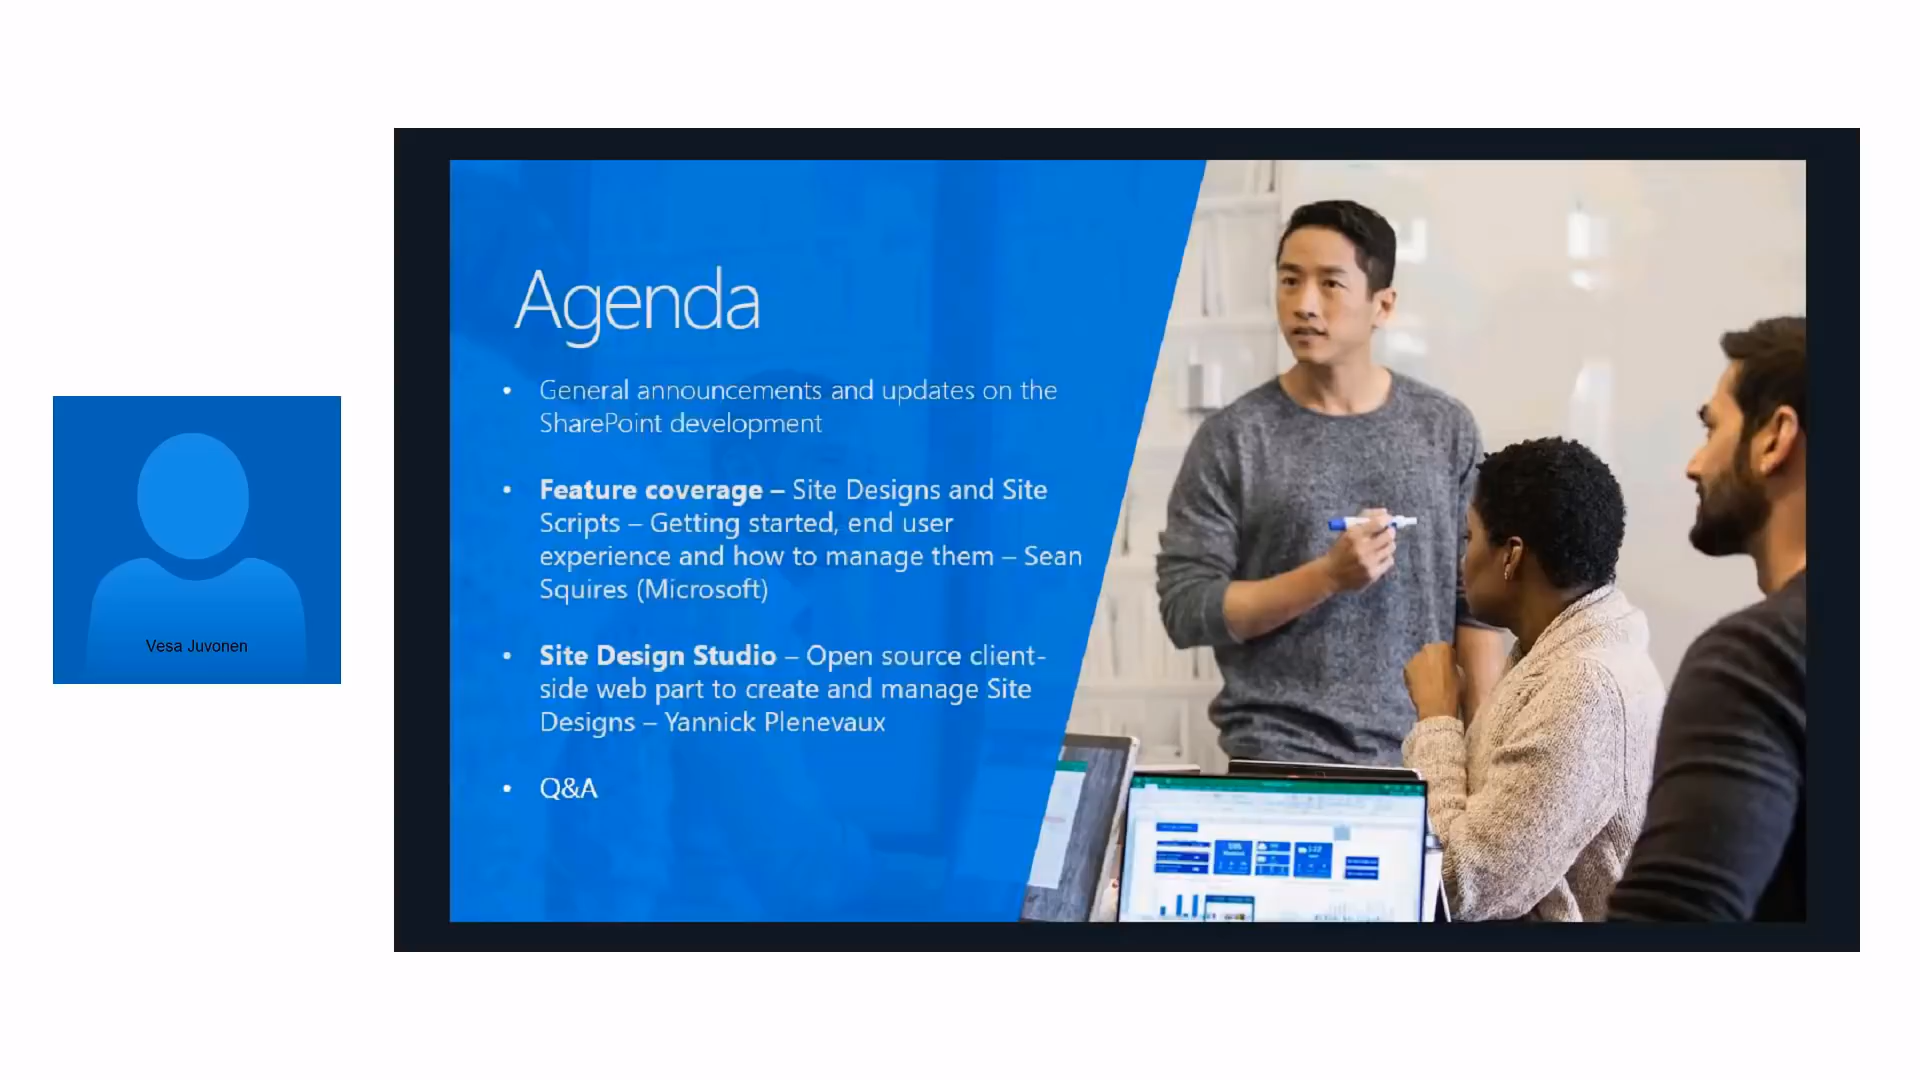 Agenda
• General announcements and updates on the
SharePoint development
• Feature coverage – Site Designs and Site
Scripts – Getting started, end user
experience and how to manage them – Sean
Squires (Microsoft)
• Site Design Studio – Open source client-
side web part to create and manage Site
Designs – Yannick Plenevaux
• Q&A
Vesa Juvonen